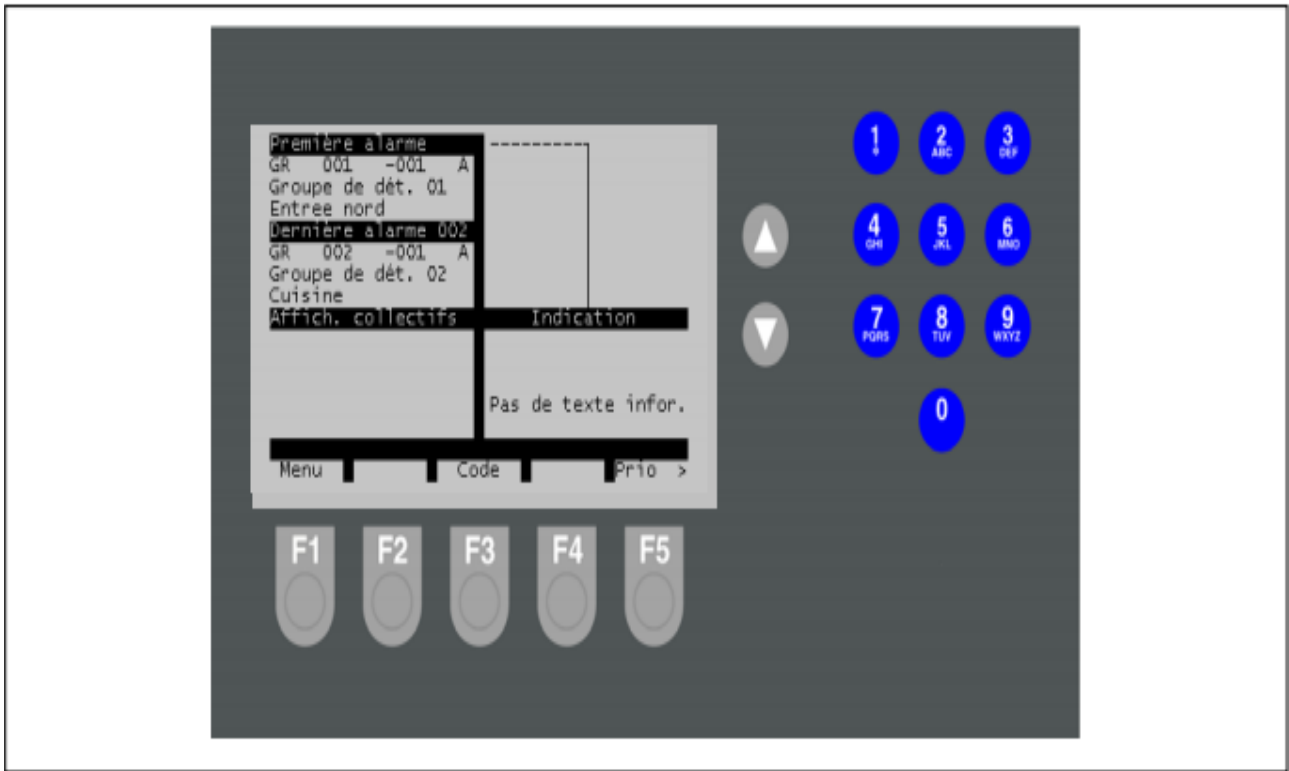 Première alarme
GR 001 -001 A
Groupe de dét. 01
Entree nord
Dernière alarme 002
GR 002 -001 A
Groupe de dét. 02
Cuisine
Affich. collectifs
Indication
Pas de texte infor.
Menu Code Prio >
F1 F2 F3 F4 F5
1 2 3
ABC DEF
4 5 6
GHI JKL MNO
7 8 9
PQRS TUV WXYZ
0